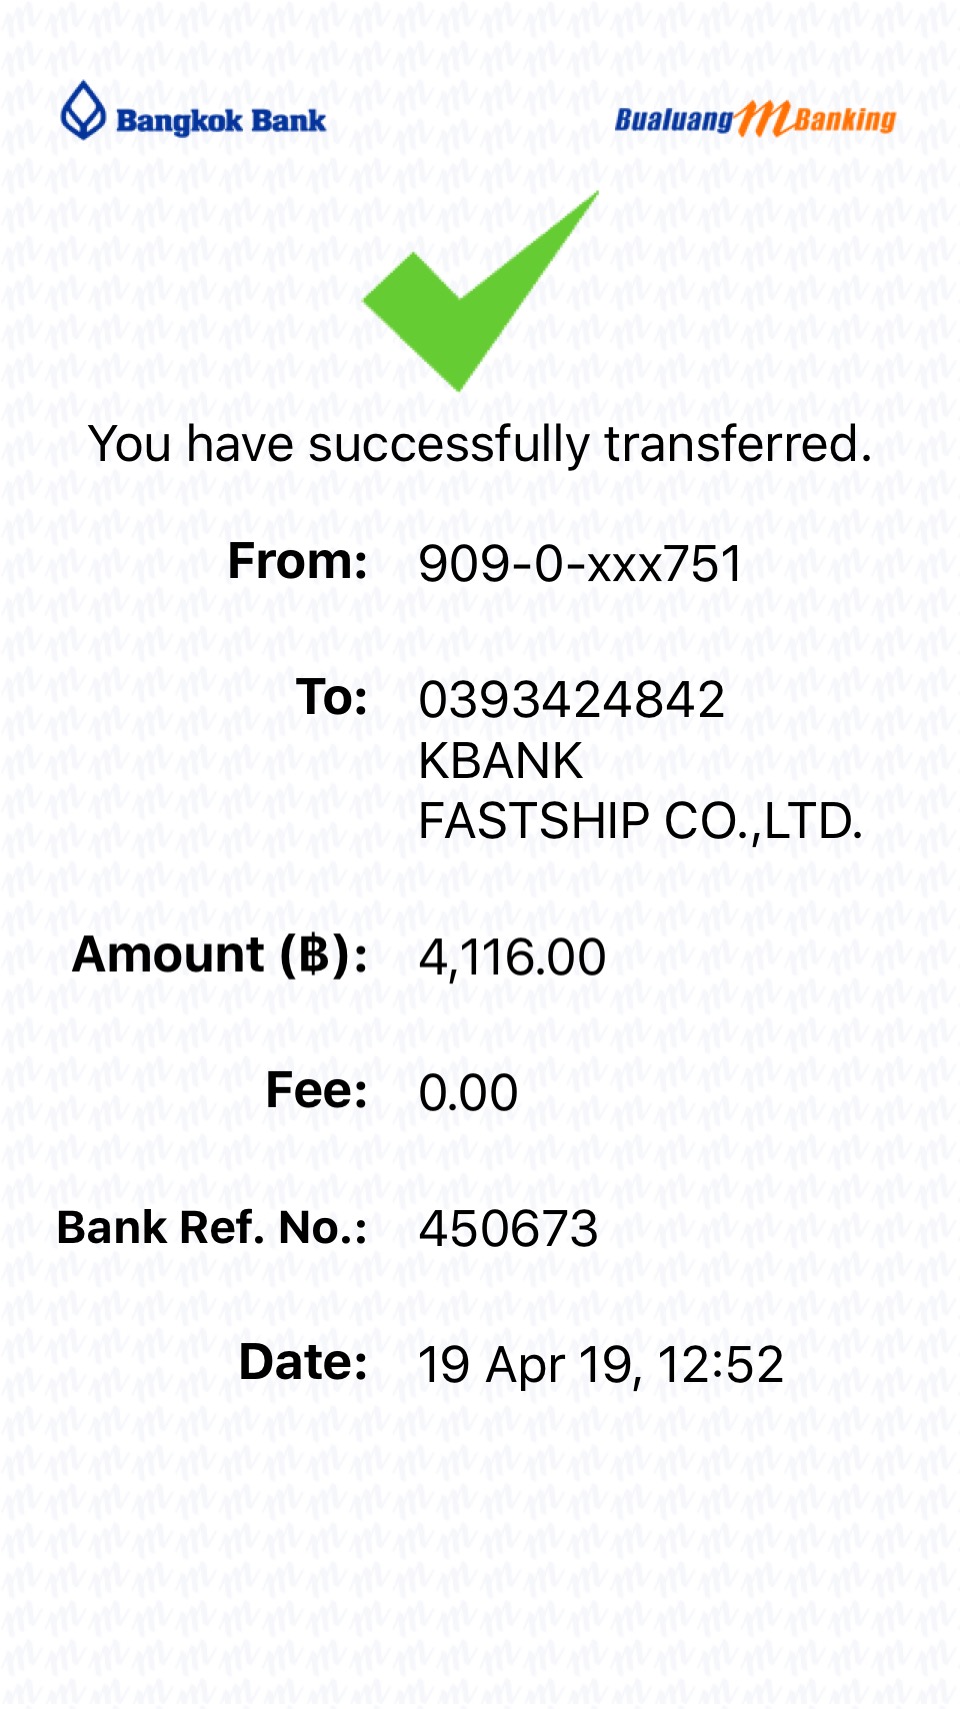 Bangkok Bank
Bualuang mBanking
You have successfully transferred.
From: 909-0-xxx751
To: 0393424842
KBANK
FASTSHIP CO.,LTD.
Amount (฿): 4,116.00
Fee: 0.00
Bank Ref. No.: 450673
Date: 19 Apr 19, 12:52